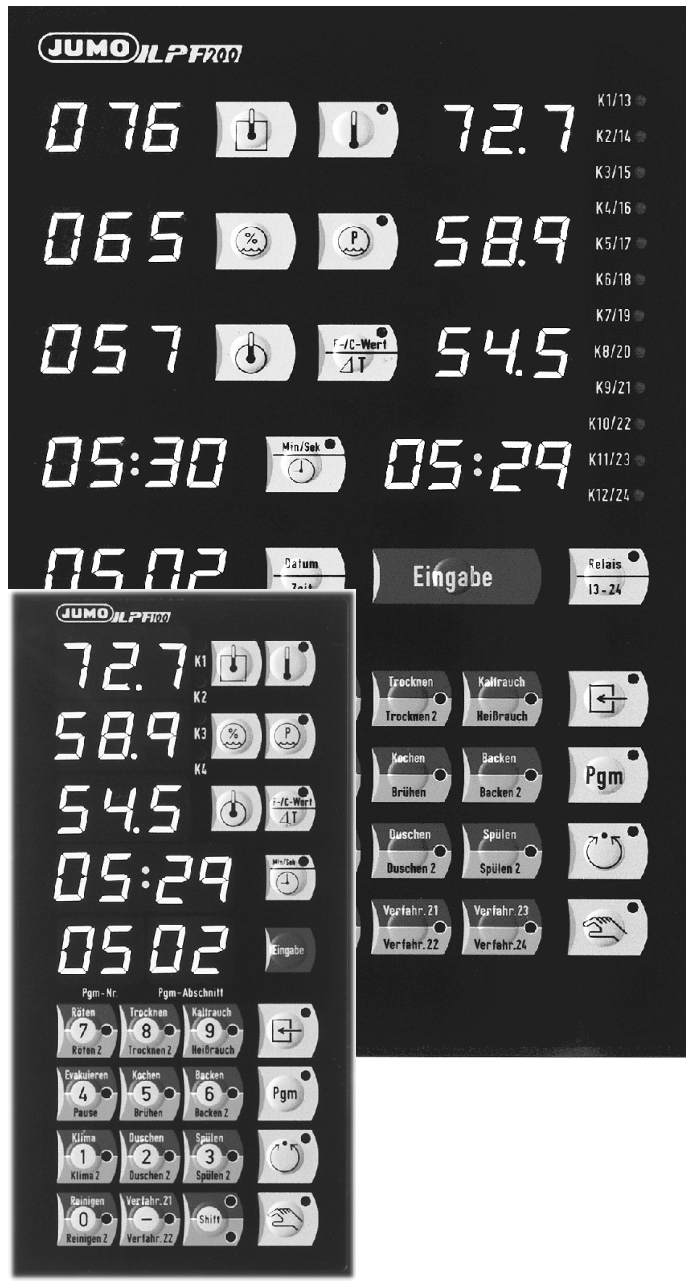 JUMO ILPF200
076 72.7
K1/13
K2/14
K3/15
K4/16
065 % P 58.9
K5/17
K6/18
K7/19
057 F-/C-Wert ⊿T 54.5
K8/20
K9/21
K10/22
05:30 Min/Sek 05:29
K11/23
K12/24
05 02 Datum Zeit Eingabe Relais 13-24
Trocknen Kaltrauch
Trocknen 2 Heißrauch
Kochen Backen
Brühen Backen 2
Pgm
Duschen Spülen
Duschen 2 Spülen 2
Verfahr.21 Verfahr.23
Verfahr.22 Verfahr.24
JUMO ILPF100
72.7 K1
K2
58.9 K3 % P
K4
54.5 F-/C-Wert ⊿T
05:29 Min/Sek
05 02 Eingabe
Pgm-Nr. Pgm-Abschnitt
Röten Trocknen Kaltrauch
7 8 9
Röten 2 Trocknen 2 Heißrauch
Evakuieren Kochen Backen
4 5 6 Pgm
Pause Brühen Backen 2
Klima Duschen Spülen
1 2 3
Klima 2 Duschen 2 Spülen 2
Reinigen Verfahr.21
0 – Shift
Reinigen 2 Verfahr.22